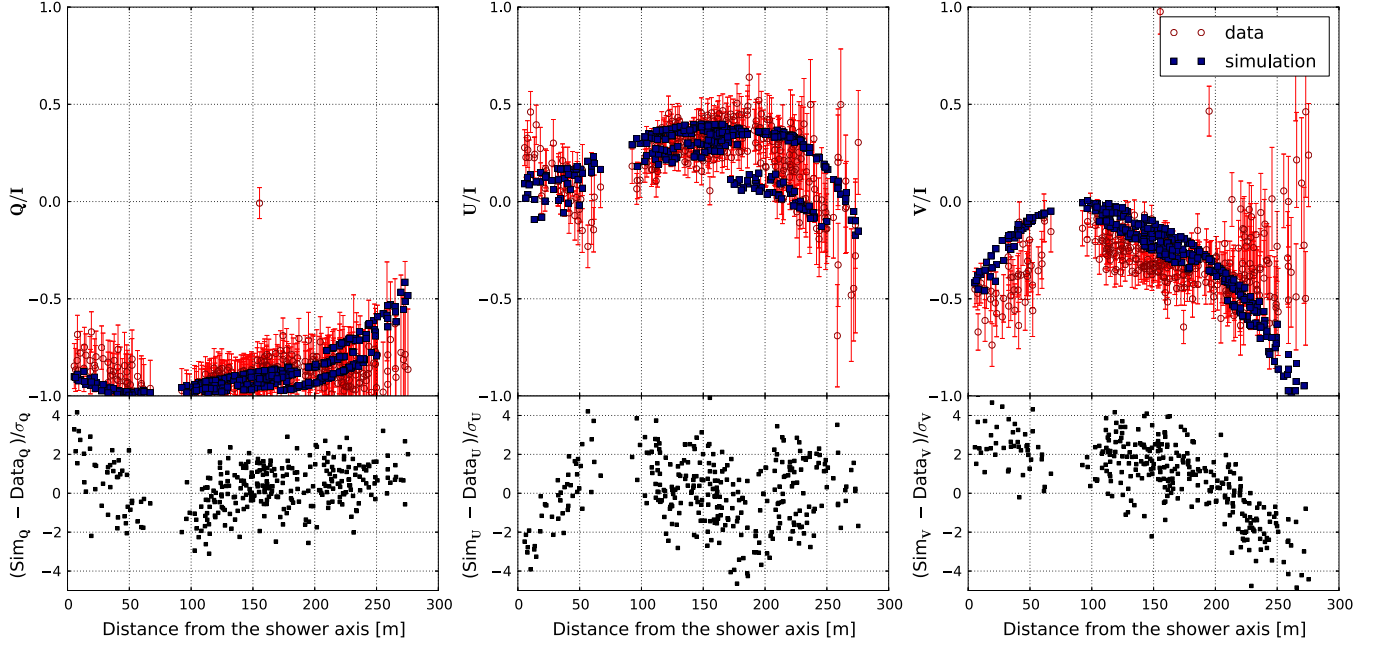 1.0
0.5
0.0
−0.5
−1.0
Q/I
4
2
0
−2
−4
(Sim_Q − Data_Q)/σ_Q
0 50 100 150 200 250 300
Distance from the shower axis [m]
1.0
0.5
0.0
−0.5
−1.0
U/I
4
2
0
−2
−4
(Sim_U − Data_U)/σ_U
0 50 100 150 200 250 300
Distance from the shower axis [m]
1.0
0.5
0.0
−0.5
−1.0
V/I
data
simulation
4
2
0
−2
−4
(Sim_V − Data_V)/σ_V
0 50 100 150 200 250 300
Distance from the shower axis [m]